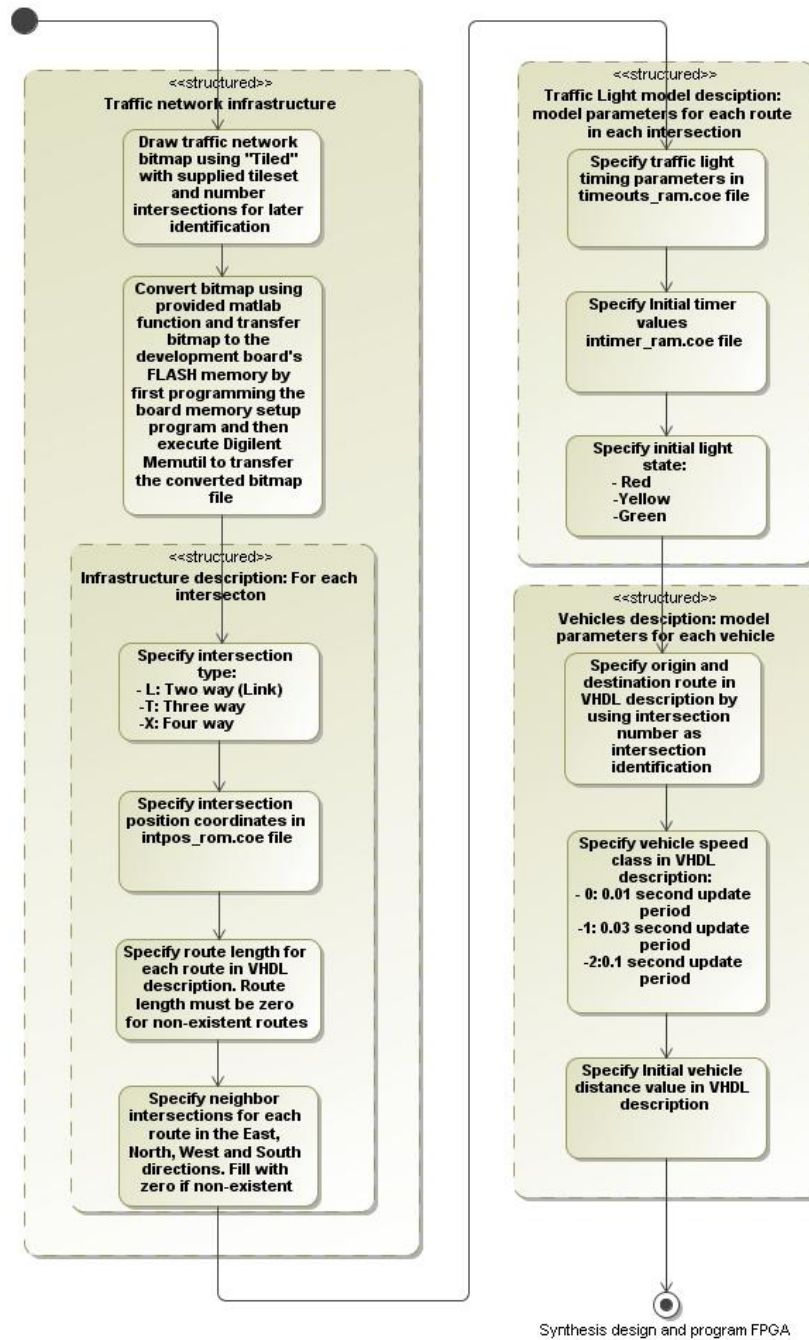 <<structured>>
Traffic network infrastructure
Draw traffic network
bitmap using "Tiled"
with supplied tileset
and number
intersections for later
identification
Convert bitmap using
provided matlab
function and transfer
bitmap to the
development board's
FLASH memory by
first programming the
board memory setup
program and then
execute Digilent
Memutil to transfer
the converted bitmap
file
<<structured>>
Infrastructure description: For each
intersecton
Specify intersection
type:
- L: Two way (Link)
-T: Three way
-X: Four way
Specify intersection
position coordinates in
intpos_rom.coe file
Specify route length for
each route in VHDL
description. Route
length must be zero
for non-existent routes
Specify neighbor
intersections for each
route in the East,
North, West and South
directions. Fill with
zero if non-existent
<<structured>>
Traffic Light model desciption:
model parameters for each route
in each intersection
Specify traffic light
timing parameters in
timeouts_ram.coe file
Specify Initial timer
values
intimer_ram.coe file
Specify initial light
state:
- Red
-Yellow
-Green
<<structured>>
Vehicles desciption: model
parameters for each vehicle
Specify origin and
destination route in
VHDL description by
using intersection
number as
intersection
identification
Specify vehicle speed
class in VHDL
description:
- 0: 0.01 second update
period
-1: 0.03 second update
period
-2:0.1 second update
period
Specify Initial vehicle
distance value in VHDL
description
Synthesis design and program FPGA